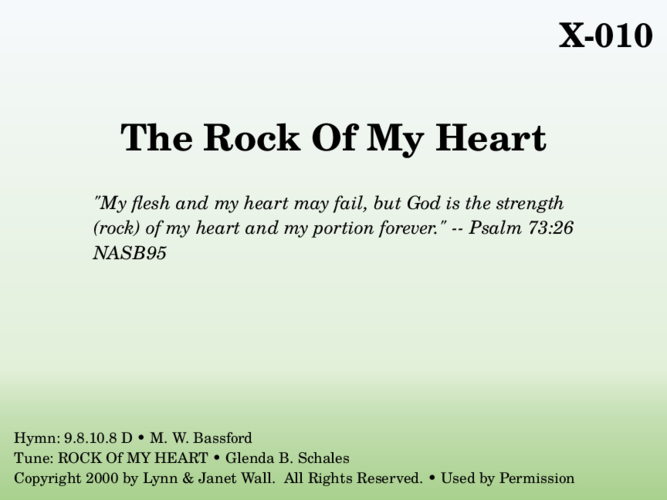 X-010
The Rock Of My Heart
"My flesh and my heart may fail, but God is the strength
(rock) of my heart and my portion forever." -- Psalm 73:26
NASB95
Hymn: 9.8.10.8 D • M. W. Bassford
Tune: ROCK Of MY HEART • Glenda B. Schales
Copyright 2000 by Lynn & Janet Wall.  All Rights Reserved. • Used by Permission